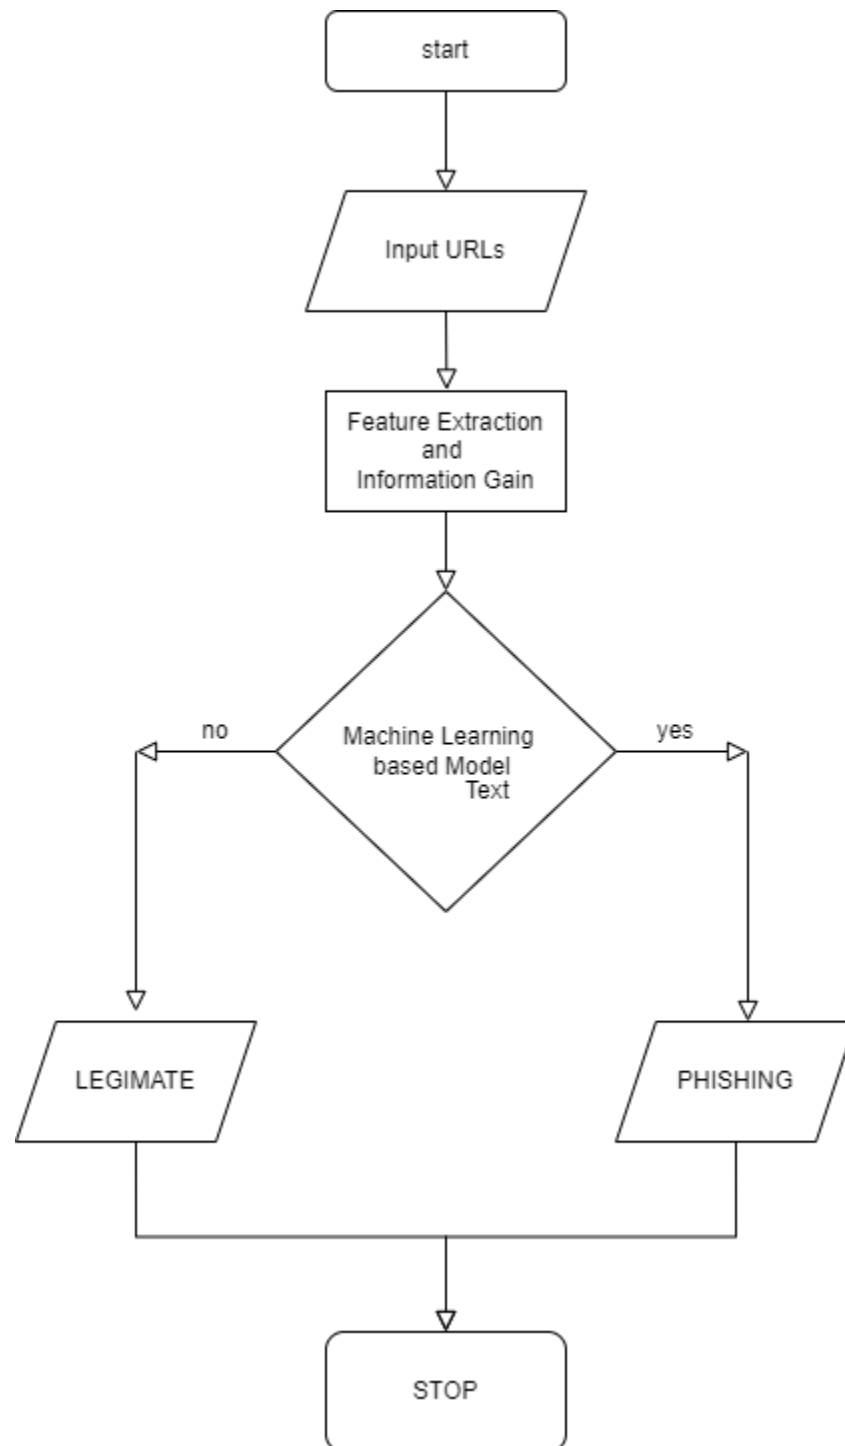 start
Input URLs
Feature Extraction
and
Information Gain
no
yes
Machine Learning
based Model
Text
LEGIMATE
PHISHING
STOP